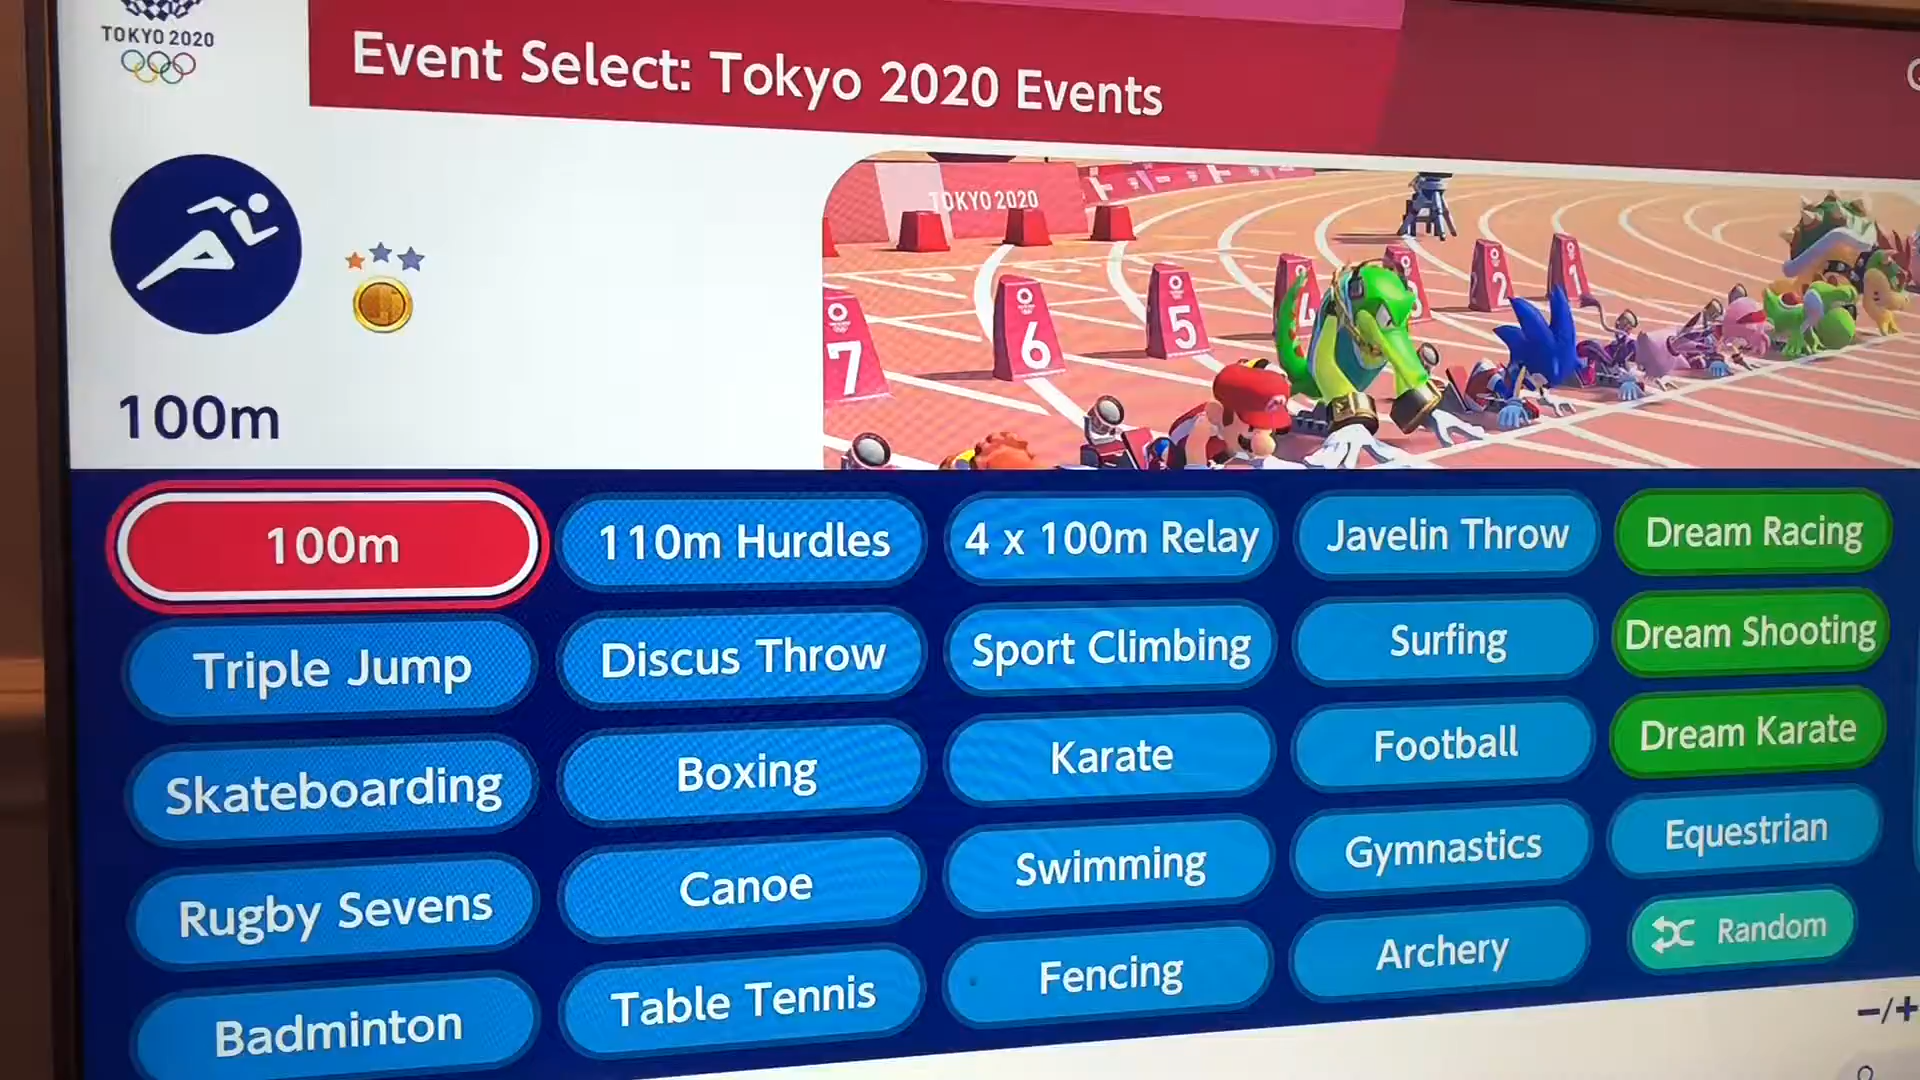 TOKYO 2020
Event Select: Tokyo 2020 Events
TOKYO 2020
7
6
5
4
2
1
100m
100m
110m Hurdles
4 x 100m Relay
Javelin Throw
Dream Racing
Triple Jump
Discus Throw
Sport Climbing
Surfing
Dream Shooting
Skateboarding
Boxing
Karate
Football
Dream Karate
Rugby Sevens
Canoe
Swimming
Gymnastics
Equestrian
Badminton
Table Tennis
Fencing
Archery
Random
−/+